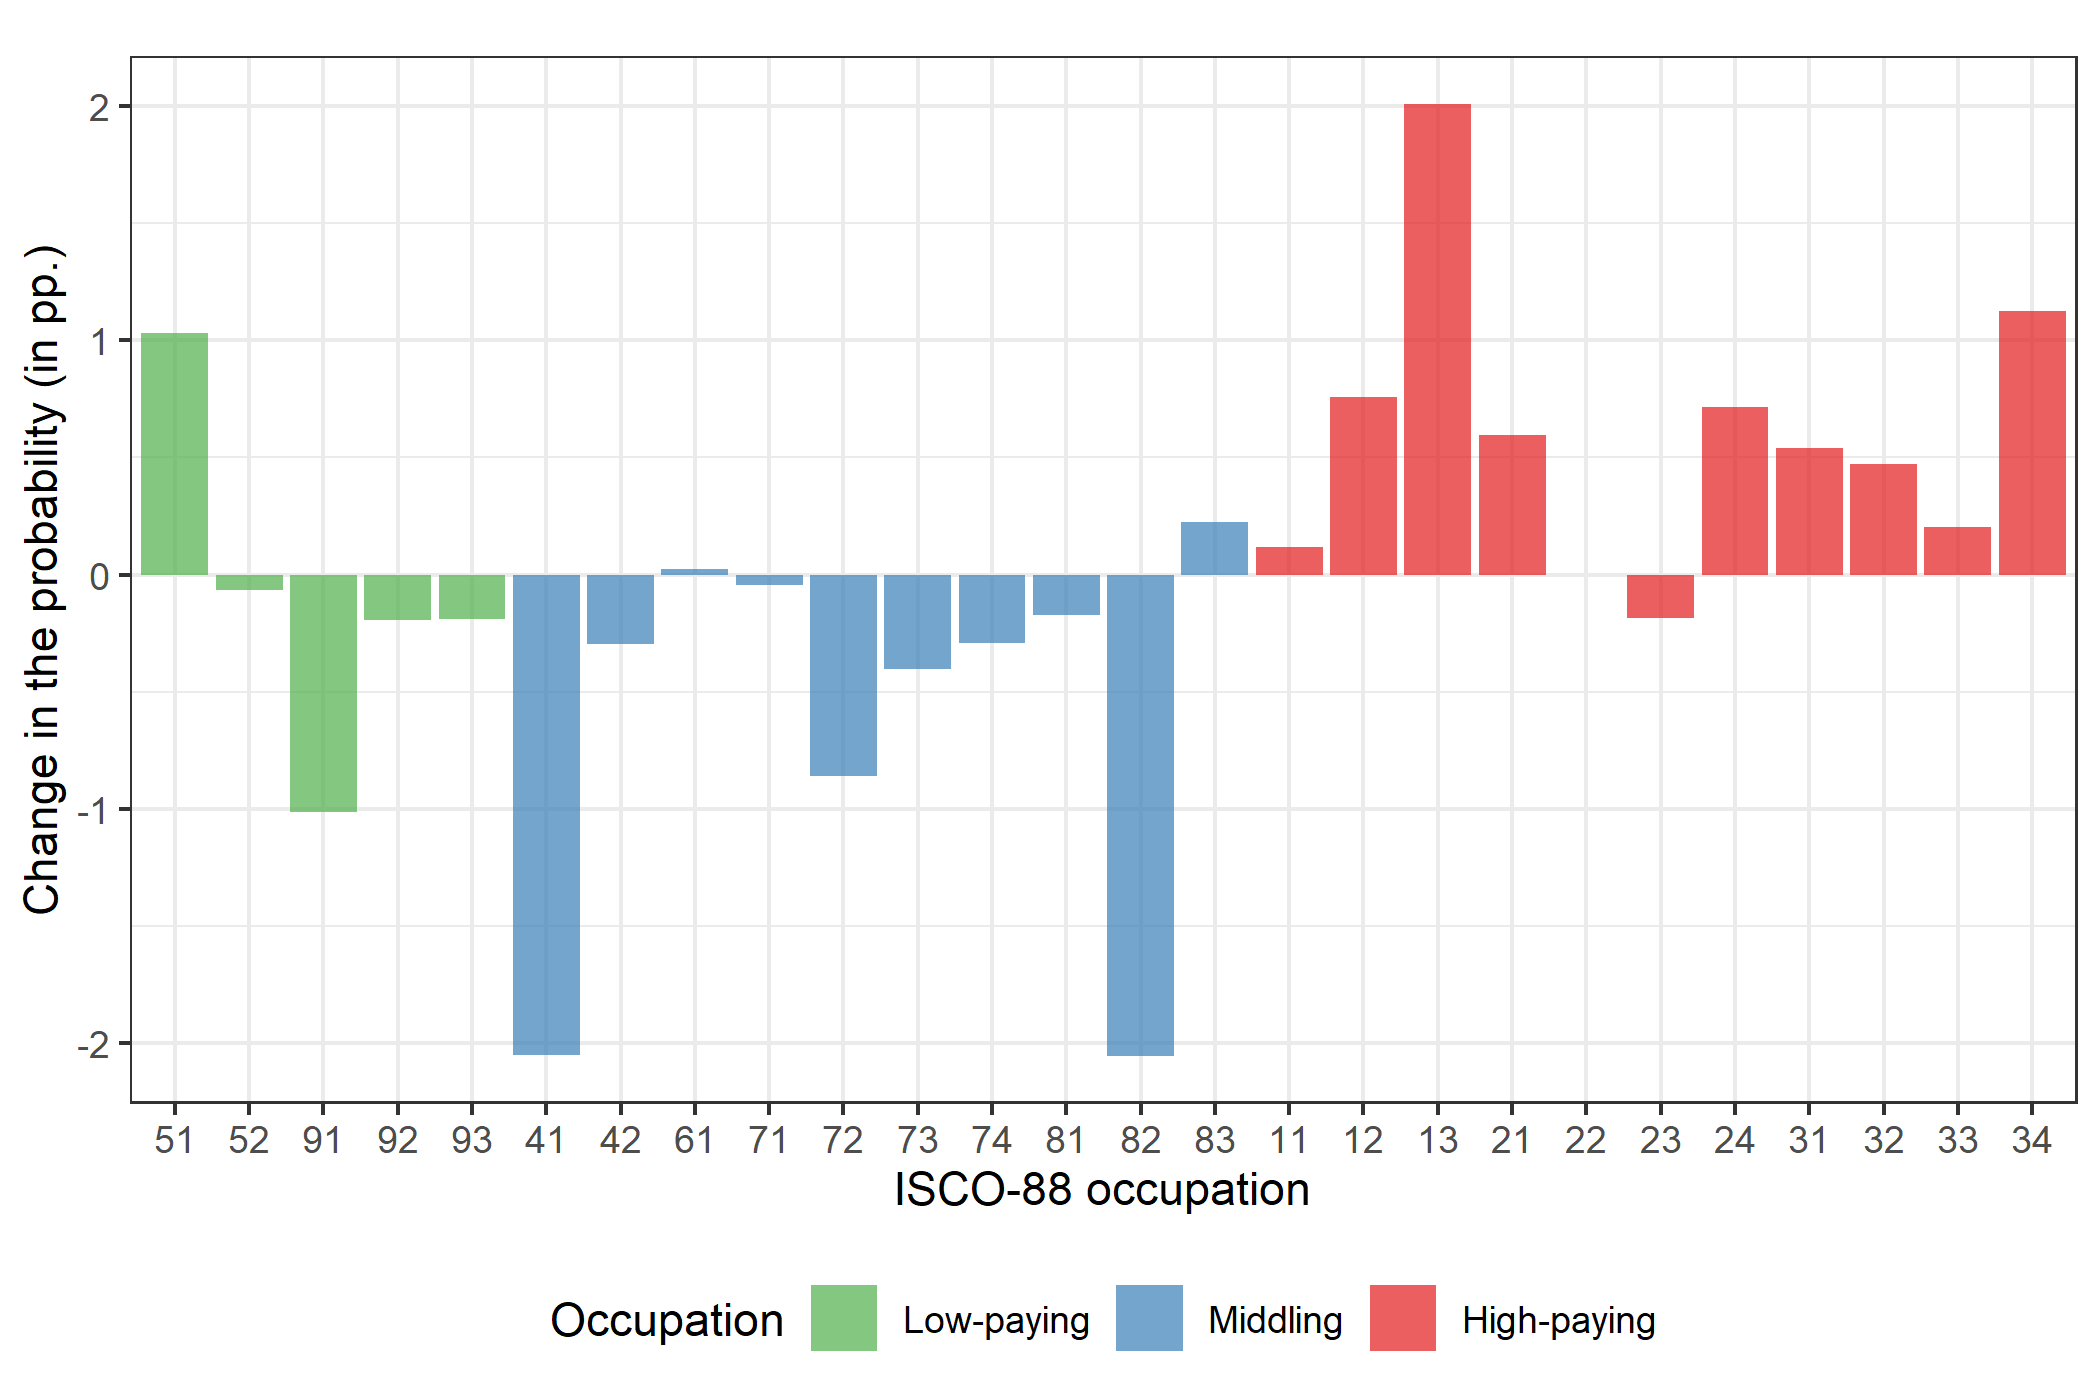 Change in the probability (in pp.)
2
1
0
-1
-2
51 52 91 92 93 41 42 61 71 72 73 74 81 82 83 11 12 13 21 22 23 24 31 32 33 34
ISCO-88 occupation
Occupation Low-paying Middling High-paying